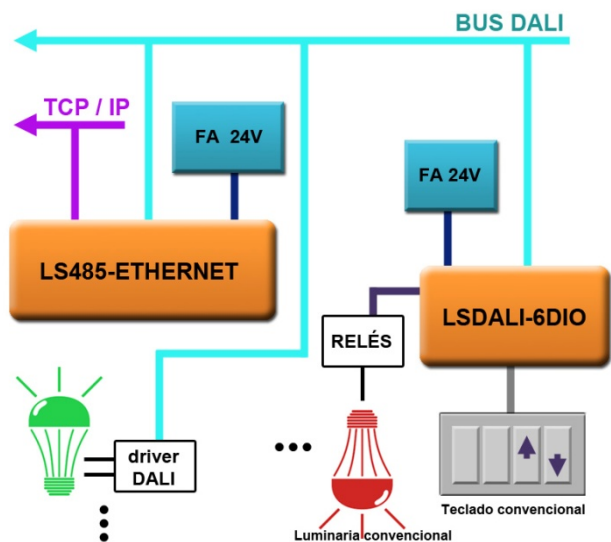 BUS DALI
TCP / IP
FA 24V
FA 24V
LS485-ETHERNET
LSDALI-6DIO
RELÉS
driver
DALI
Teclado convencional
Luminaria convencional